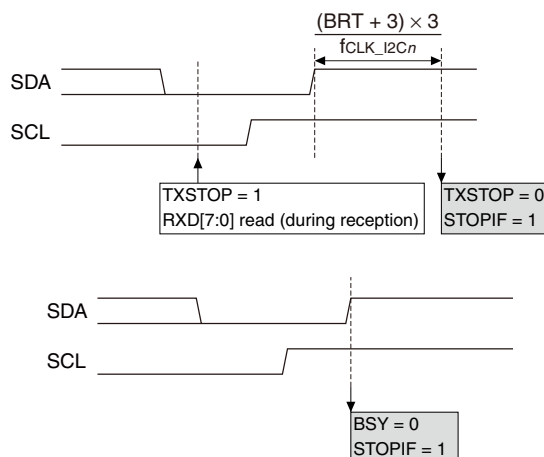 (BRT + 3) × 3
fCLK_I2Cn
SDA
SCL
TXSTOP = 1
RXD[7:0] read (during reception)
TXSTOP = 0
STOPIF = 1
SDA
SCL
BSY = 0
STOPIF = 1